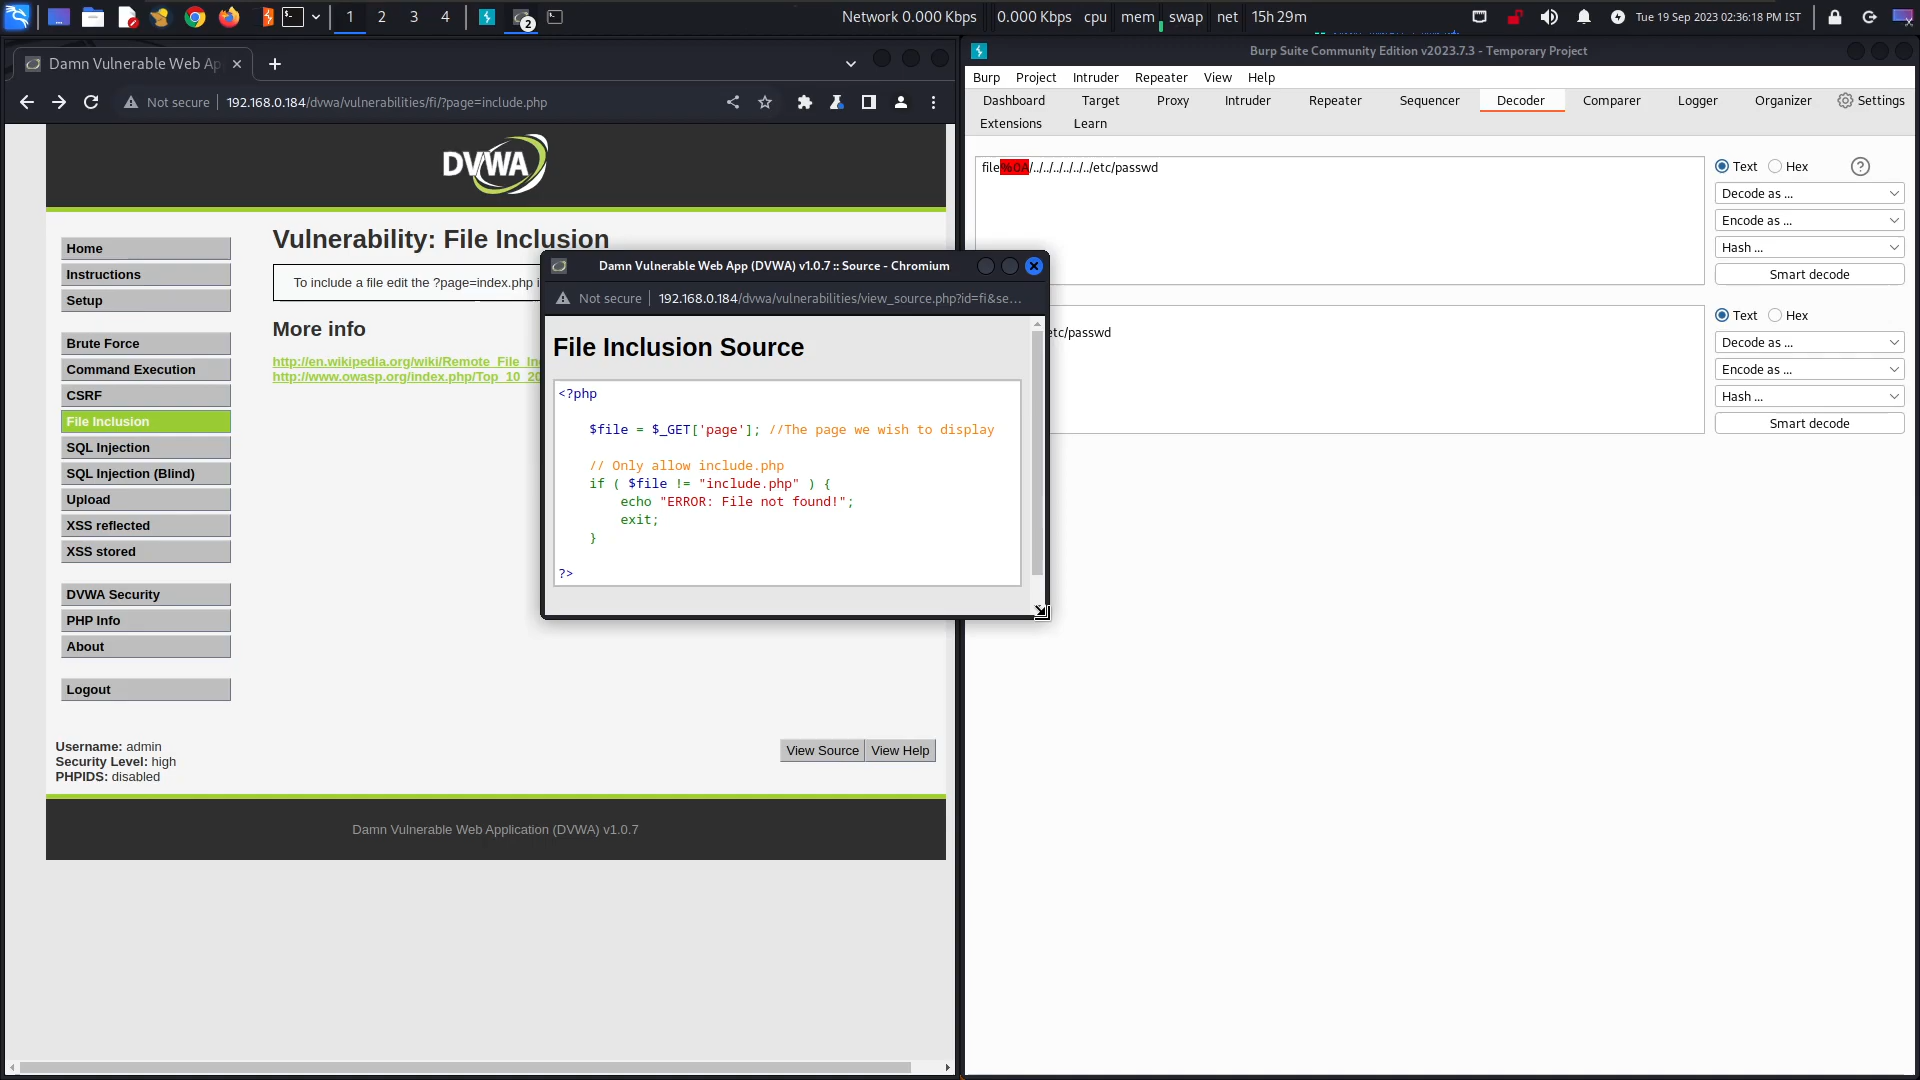 1 2 3 4
2
Network 0.000 Kbps 0.000 Kbps cpu mem swap net 15h 29m
Tue 19 Sep 2023 02:36:18 PM IST
Damn Vulnerable Web Ap
Not secure 192.168.0.184/dvwa/vulnerabilities/fi/?page=include.php
DVWA
Home
Instructions
Setup
Brute Force
Command Execution
CSRF
File Inclusion
SQL Injection
SQL Injection (Blind)
Upload
XSS reflected
XSS stored
DVWA Security
PHP Info
About
Logout
Vulnerability: File Inclusion
To include a file edit the ?page=index.php i
More info
http://en.wikipedia.org/wiki/Remote_File_In
http://www.owasp.org/index.php/Top_10_20
Username: admin
Security Level: high
PHPIDS: disabled
View Source View Help
Damn Vulnerable Web Application (DVWA) v1.0.7
Damn Vulnerable Web App (DVWA) v1.0.7 :: Source - Chromium
Not secure 192.168.0.184/dvwa/vulnerabilities/view_source.php?id=fi&se...
File Inclusion Source
<?php
$file = $_GET['page']; //The page we wish to display
// Only allow include.php
if ( $file != "include.php" ) {
echo "ERROR: File not found!";
exit;
}
?>
Burp Suite Community Edition v2023.7.3 - Temporary Project
Burp Project Intruder Repeater View Help
Dashboard Target Proxy Intruder Repeater Sequencer Decoder Comparer Logger Organizer Settings
Extensions Learn
file%0A/../../../../../../etc/passwd
Text Hex ?
Decode as ...
Encode as ...
Hash ...
Smart decode
etc/passwd
Text Hex
Decode as ...
Encode as ...
Hash ...
Smart decode